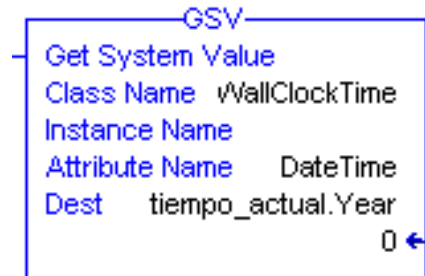 GSV
Get System Value
Class Name WallClockTime
Instance Name
Attribute Name DateTime
Dest tiempo_actual.Year
0